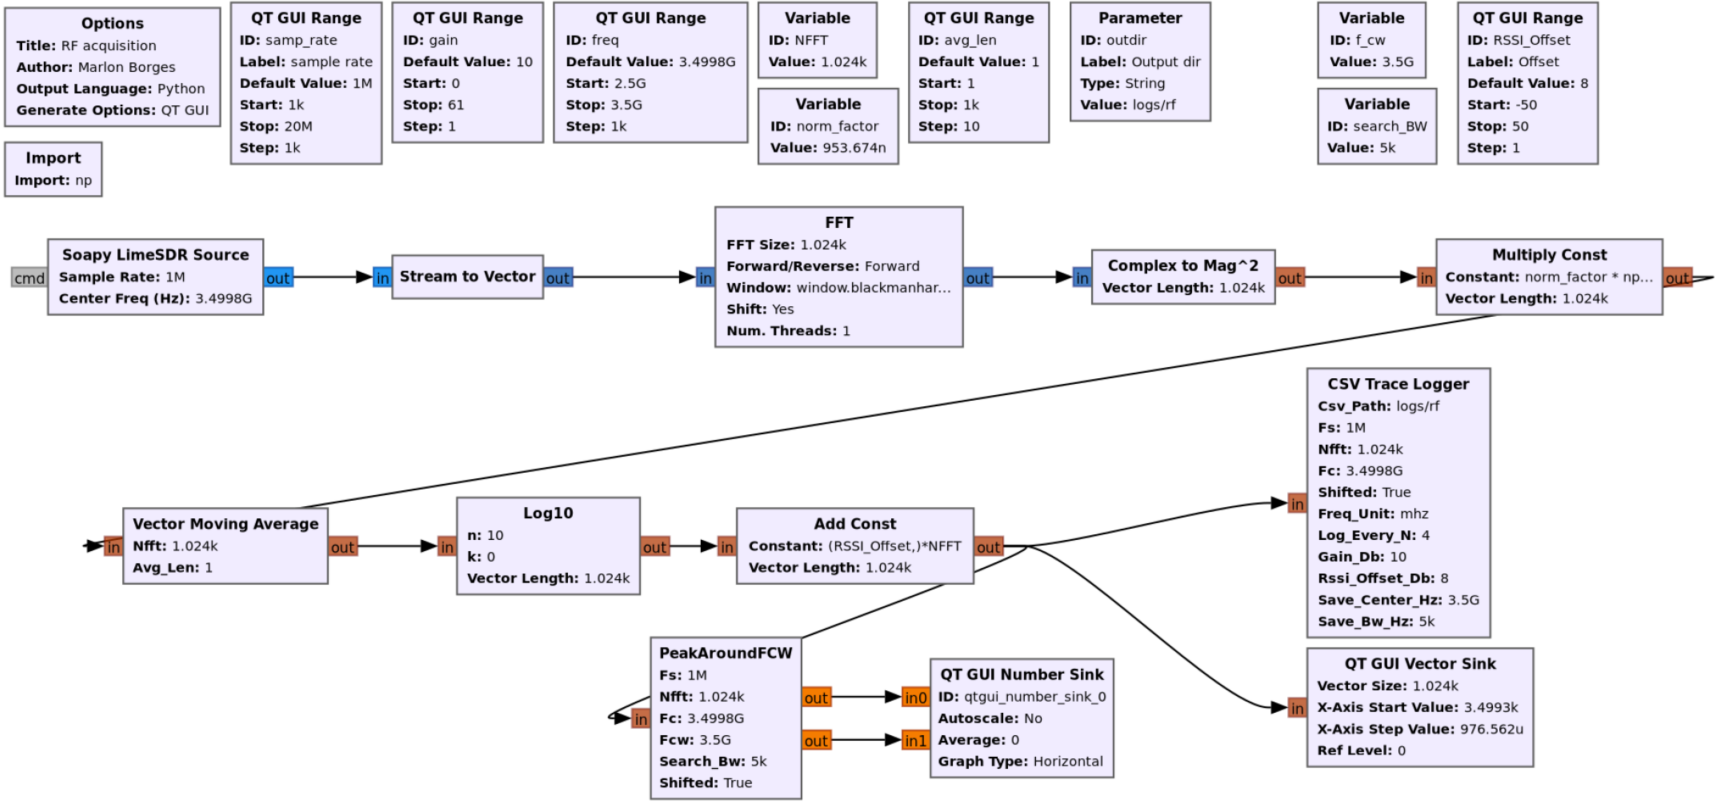 Options
Title: RF acquisition
Author: Marlon Borges
Output Language: Python
Generate Options: QT GUI
QT GUI Range
ID: samp_rate
Label: sample rate
Default Value: 1M
Start: 1k
Stop: 20M
Step: 1k
QT GUI Range
ID: gain
Default Value: 10
Start: 0
Stop: 61
Step: 1
QT GUI Range
ID: freq
Default Value: 3.4998G
Start: 2.5G
Stop: 3.5G
Step: 1k
Variable
ID: NFFT
Value: 1.024k
Variable
ID: norm_factor
Value: 953.674n
QT GUI Range
ID: avg_len
Default Value: 1
Start: 1
Stop: 1k
Step: 10
Parameter
ID: outdir
Label: Output dir
Type: String
Value: logs/rf
Variable
ID: f_cw
Value: 3.5G
Variable
ID: search_BW
Value: 5k
QT GUI Range
ID: RSSI_Offset
Label: Offset
Default Value: 8
Start: -50
Stop: 50
Step: 1
Import
Import: np
cmd
Soapy LimeSDR Source
Sample Rate: 1M
Center Freq (Hz): 3.4998G
out
in
Stream to Vector
out
in
FFT
FFT Size: 1.024k
Forward/Reverse: Forward
Window: window.blackmanhar...
Shift: Yes
Num. Threads: 1
out
in
Complex to Mag^2
Vector Length: 1.024k
out
in
Multiply Const
Constant: norm_factor * np...
Vector Length: 1.024k
out
in
Vector Moving Average
Nfft: 1.024k
Avg_Len: 1
out
in
Log10
n: 10
k: 0
Vector Length: 1.024k
out
in
Add Const
Constant: (RSSI_Offset,)*NFFT
Vector Length: 1.024k
out
in
CSV Trace Logger
Csv_Path: logs/rf
Fs: 1M
Nfft: 1.024k
Fc: 3.4998G
Shifted: True
Freq_Unit: mhz
Log_Every_N: 4
Gain_Db: 10
Rssi_Offset_Db: 8
Save_Center_Hz: 3.5G
Save_Bw_Hz: 5k
in
PeakAroundFCW
Fs: 1M
Nfft: 1.024k
Fc: 3.4998G
Fcw: 3.5G
Search_Bw: 5k
Shifted: True
out
out
in0
in1
QT GUI Number Sink
ID: qtgui_number_sink_0
Autoscale: No
Average: 0
Graph Type: Horizontal
in
QT GUI Vector Sink
Vector Size: 1.024k
X-Axis Start Value: 3.4993k
X-Axis Step Value: 976.562u
Ref Level: 0